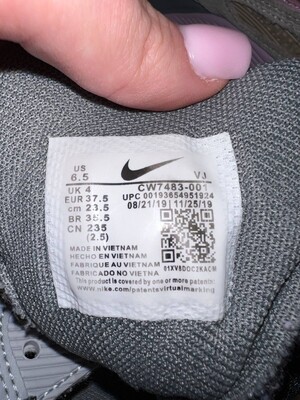 US
6.5
VJ
UK 4
CW7483-001
EUR 37.5
UPC 00193654951924
cm 23.5
08/21/19 11/25/19
BR 35.5
CN 235
(2.5)
MADE IN VIETNAM
HECHO EN VIETNAM
FABRIQUE AU VIETNAM
FABRICADO NO VIETNA
01XV8DOC2KACM
This product is covered by one or more patents:
www.nike.com/patentsvirtualmarking